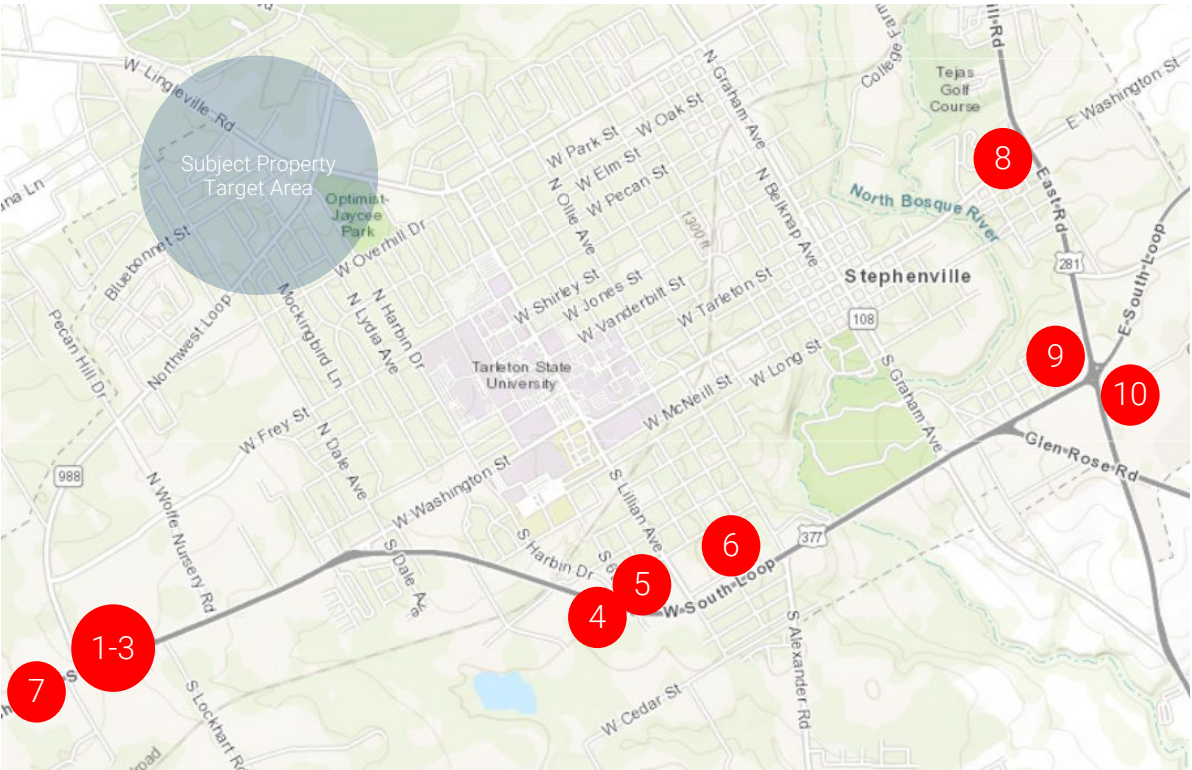 W Lingleville Rd
Subject Property
Target Area
Optimist-
Jaycee
Park
W Overhill Dr
Bluebonnet St
Northwest Loop
Pecan Hill Dr
Mockingbird Ln
N Lydia Ave
N Harbin Dr
N Dale Ave
W Frey St
988
N Wolfe Nursery Rd
W Washington St
S Dale Ave
S Harbin Dr
Tarleton State
University
W Park St
W Oak St
W Elm St
W Pecan St
N Ollie Ave
W Shirley St
W Jones St
W Vanderbilt St
W Tarleton St
W McNeill St
W Long St
1300 ft
N Graham Ave
N Belknap Ave
College Farm
Tejas
Golf
Course
E Washington St
8
East Rd
North Bosque River
281
E South Loop
Stephenville
108
S Graham Ave
9
10
Glen Rose Rd
377
S Lillian Ave
6
5
4
W South Loop
S Alexander Rd
W Cedar St
1-3
7
S Lockhart Rd